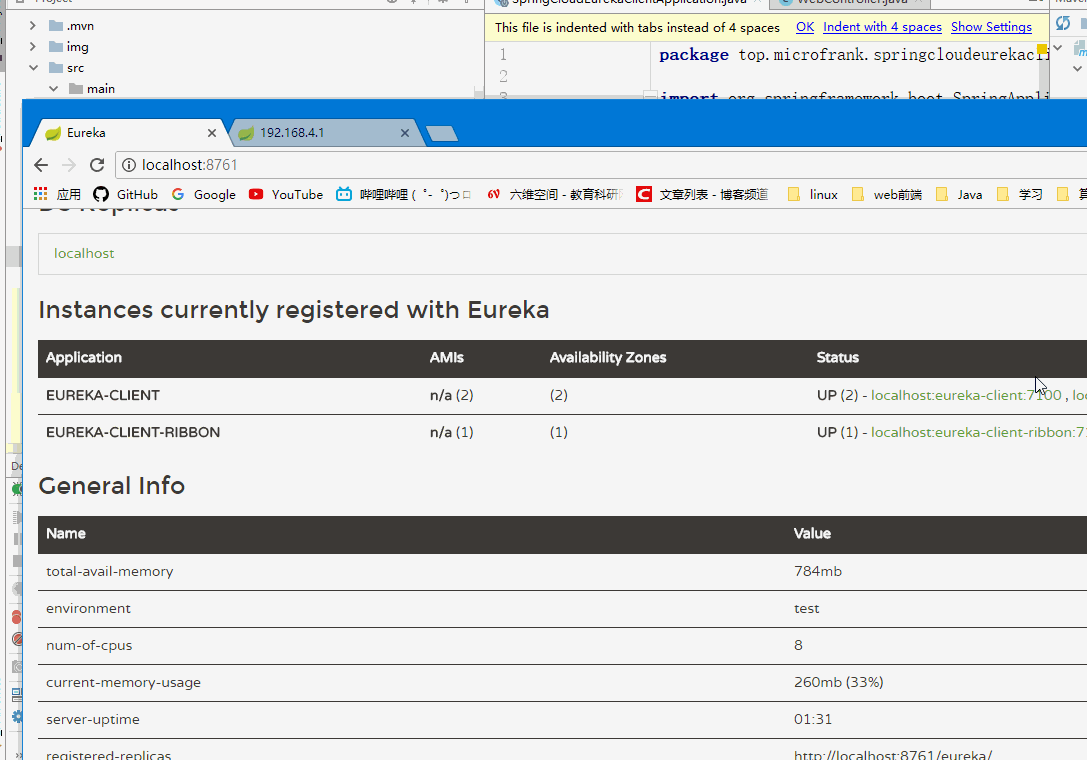 Project
SpringCloudEurekaClientApplication.java
WebController.java
.mvn
img
src
main
This file is indented with tabs instead of 4 spaces OK Indent with 4 spaces Show Settings
1 package top.microfrank.springcloudeurekacli
2
3 import org.springframework.boot.SpringAppli
Eureka
192.168.4.1
localhost:8761
应用 GitHub Google YouTube 哔哩哔哩 ( ゜- ゜)つロ 六维空间 - 教育科研 文章列表 - 博客频道 linux web前端 Java 学习 算
DS Replicas
localhost
Instances currently registered with Eureka
Application AMIs Availability Zones Status
EUREKA-CLIENT n/a (2) (2) UP (2) - localhost:eureka-client:7100 , lo
EUREKA-CLIENT-RIBBON n/a (1) (1) UP (1) - localhost:eureka-client-ribbon:7
General Info
Name Value
total-avail-memory 784mb
environment test
num-of-cpus 8
current-memory-usage 260mb (33%)
server-uptime 01:31
registered-replicas http://localhost:8761/eureka/